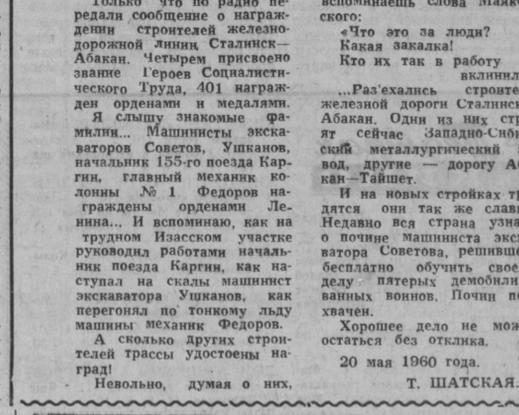 Только что по радио пе-
редали сообщение о награж-
дении строителей железно-
дорожной линии Сталинск—
Абакан. Четырем присвоено
звание Героев Социалисти-
ческого Труда, 401 награж-
ден орденами и медалями.
Я слышу знакомые фа-
милии... Машинисты экска-
ваторов Советов, Ушканов,
начальник 155-го поезда Кар-
гин, главный механик ко-
лонны № 1 Федоров на-
граждены орденами Ле-
нина... И вспоминаю, как на
трудном Изасском участке
руководил работами началь-
ник поезда Каргин, как на-
ступал на скалы машинист
экскаватора Ушканов, как
перегонял по тонкому льду
машины механик Федоров.
А сколько других строи-
телей трассы удостоены на-
град!
Невольно, думая о них,
вспоминаешь слова
ского:
«Что это за люди?
Какая закалка!
Кто их так в работу
вклинил
...Раз'ехались строите
железной дороги Сталинс
Абакан. Одни из них стр
ят сейчас Западно-Сиб
ский металлургический
вод, другие — дорогу А
кан—Тайшет.
И на новых стройках т
дятся они так же слав
Недавно вся страна узна
о почине машиниста экс
ватора Советова, решивше
бесплатно обучить свое
делу пятерых демобили
ванных воинов. Почин п
хвачен.
Хорошее дело не мож
остаться без отклика.
20 мая 1960 года.
Т. ШАТСКАЯ.